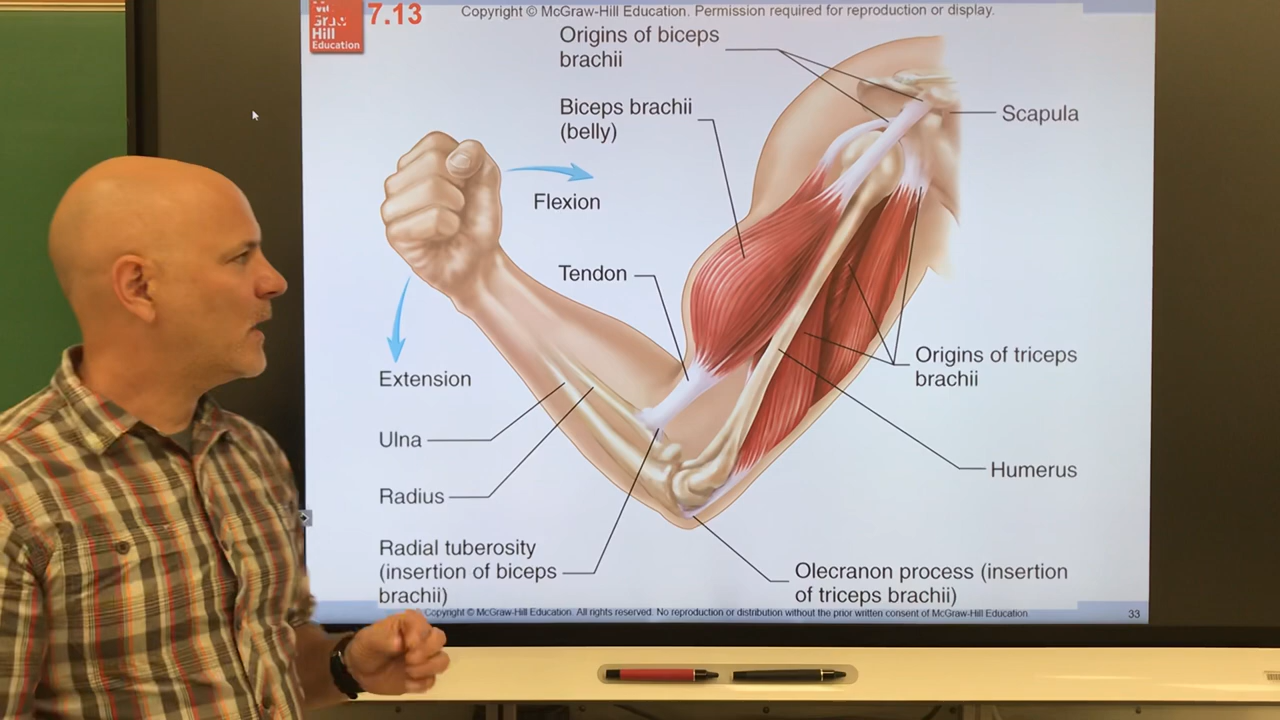 Hill
Education
7.13
Copyright © McGraw-Hill Education. Permission required for reproduction or display.
Origins of biceps
brachii
Biceps brachii
(belly)
Scapula
Flexion
Tendon
Extension
Origins of triceps
brachii
Ulna
Humerus
Radius
Radial tuberosity
(insertion of biceps
brachii)
Olecranon process (insertion
of triceps brachii)
Copyright © McGraw-Hill Education. All rights reserved. No reproduction or distribution without the prior written consent of McGraw-Hill Education.
33